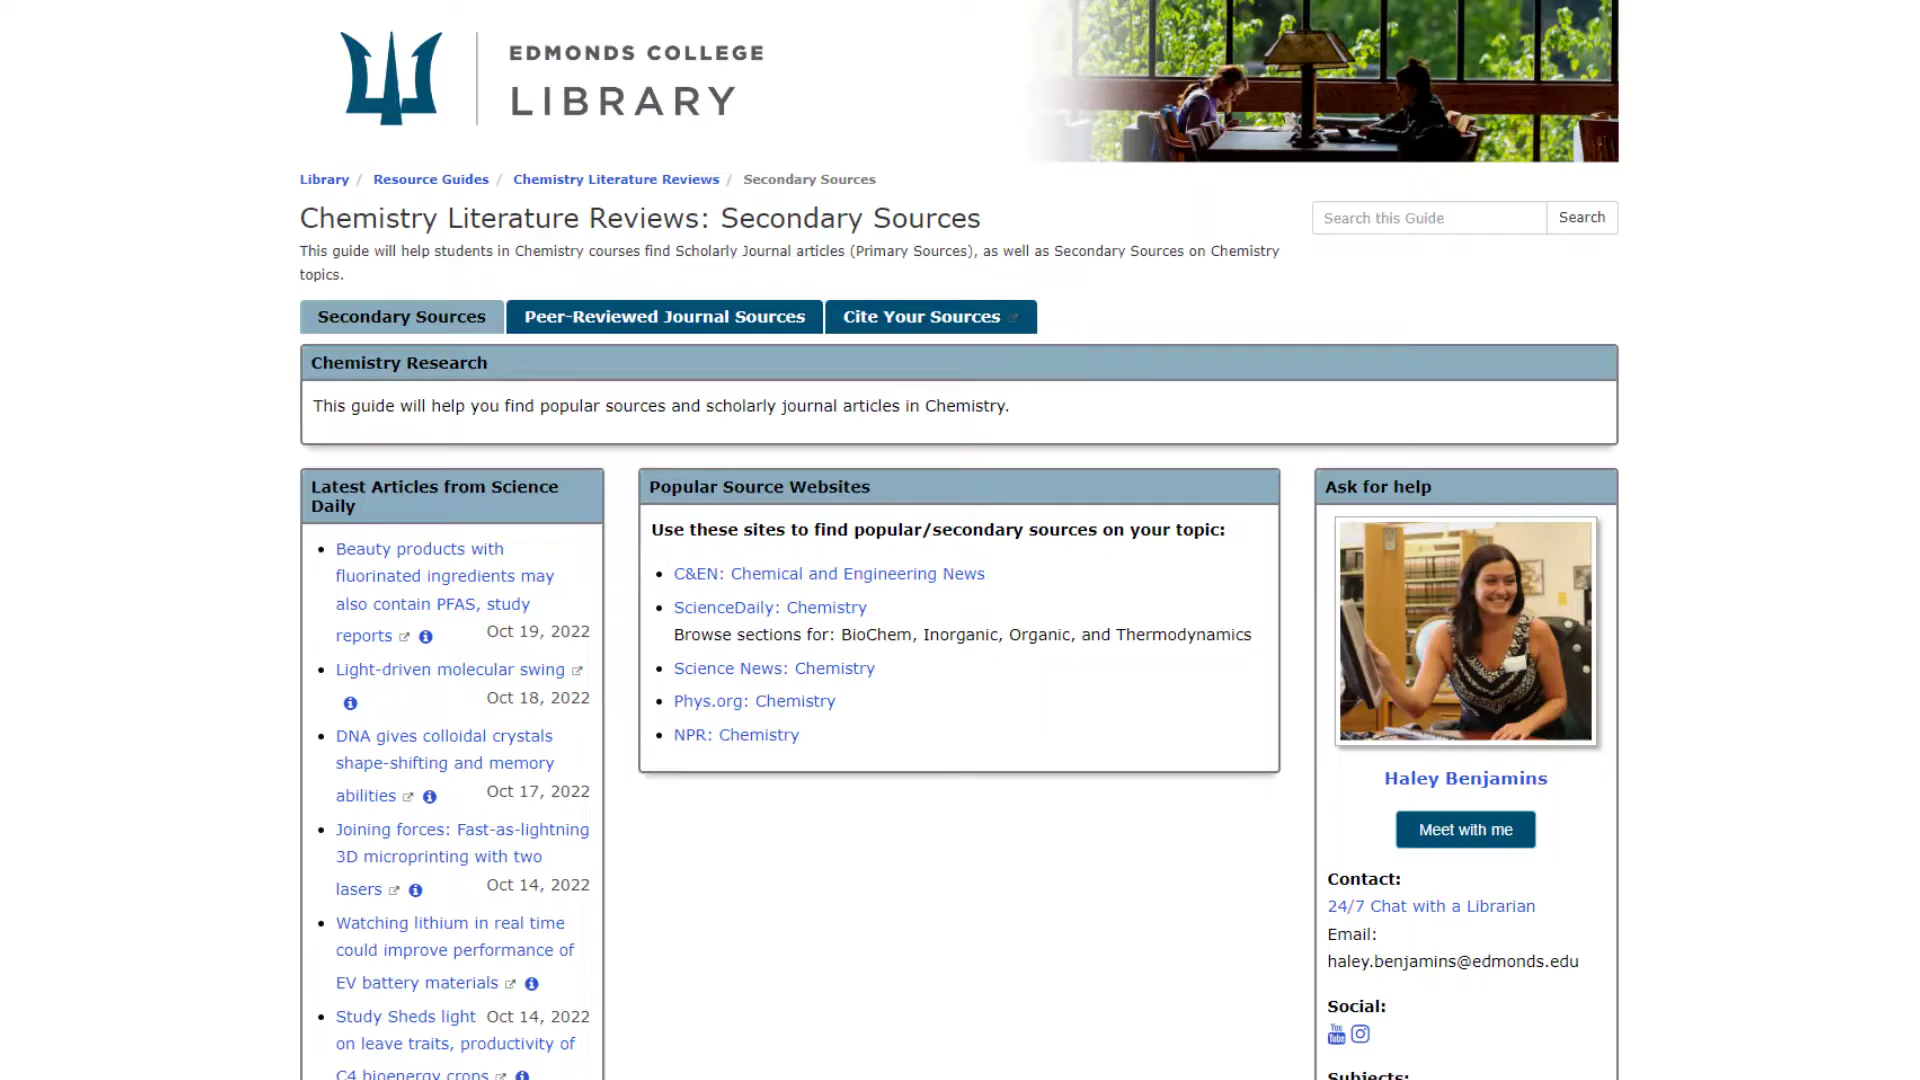 EDMONDS COLLEGE
LIBRARY
Library / Resource Guides / Chemistry Literature Reviews / Secondary Sources
Chemistry Literature Reviews: Secondary Sources
Search this Guide Search
This guide will help students in Chemistry courses find Scholarly Journal articles (Primary Sources), as well as Secondary Sources on Chemistry
topics.
Secondary Sources Peer-Reviewed Journal Sources Cite Your Sources
Chemistry Research
This guide will help you find popular sources and scholarly journal articles in Chemistry.
Latest Articles from Science
Daily
Beauty products with
fluorinated ingredients may
also contain PFAS, study
reports Oct 19, 2022
Light-driven molecular swing
Oct 18, 2022
DNA gives colloidal crystals
shape-shifting and memory
abilities Oct 17, 2022
Joining forces: Fast-as-lightning
3D microprinting with two
lasers Oct 14, 2022
Watching lithium in real time
could improve performance of
EV battery materials
Study Sheds light Oct 14, 2022
on leave traits, productivity of
C4 bioenergy crops
Popular Source Websites
Use these sites to find popular/secondary sources on your topic:
C&EN: Chemical and Engineering News
ScienceDaily: Chemistry
Browse sections for: BioChem, Inorganic, Organic, and Thermodynamics
Science News: Chemistry
Phys.org: Chemistry
NPR: Chemistry
Ask for help
Haley Benjamins
Meet with me
Contact:
24/7 Chat with a Librarian
Email:
haley.benjamins@edmonds.edu
Social:
You Tube
Subjects: